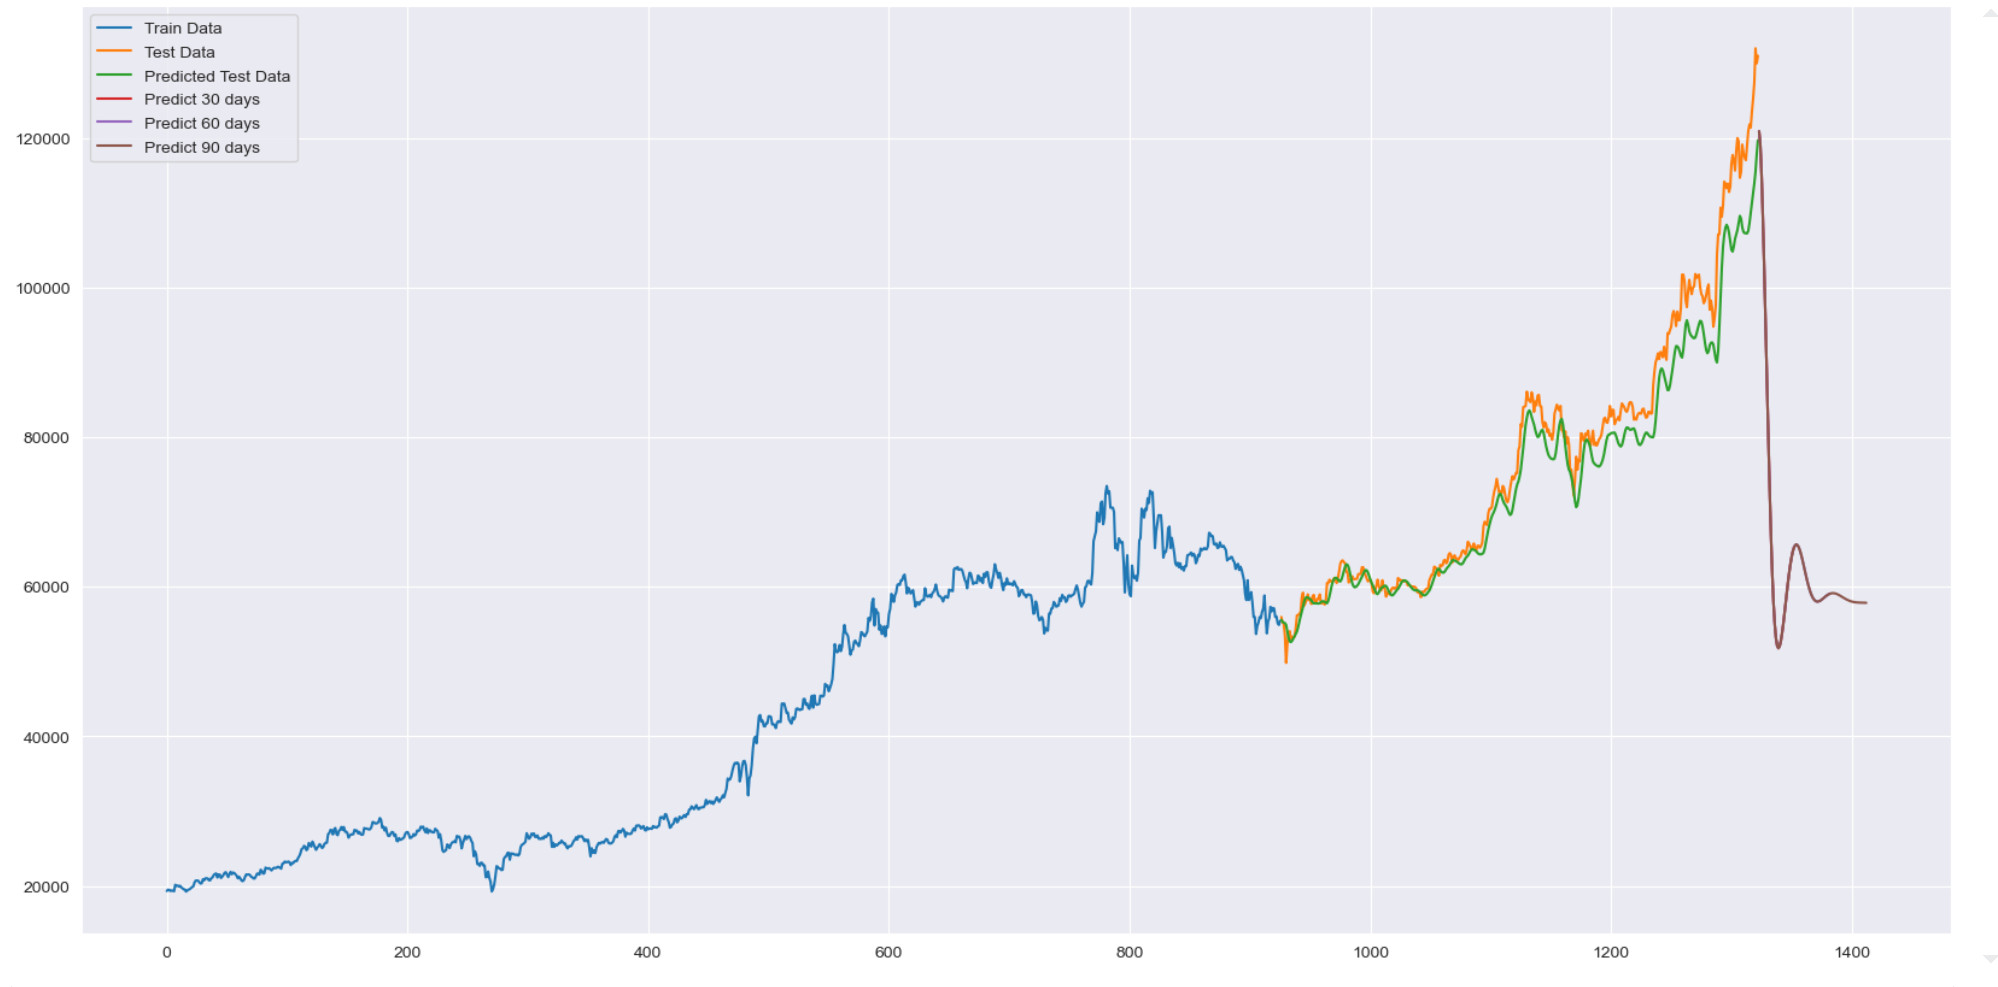 Train Data
Test Data
Predicted Test Data
Predict 30 days
Predict 60 days
Predict 90 days
120000
100000
80000
60000
40000
20000
0 200 400 600 800 1000 1200 1400